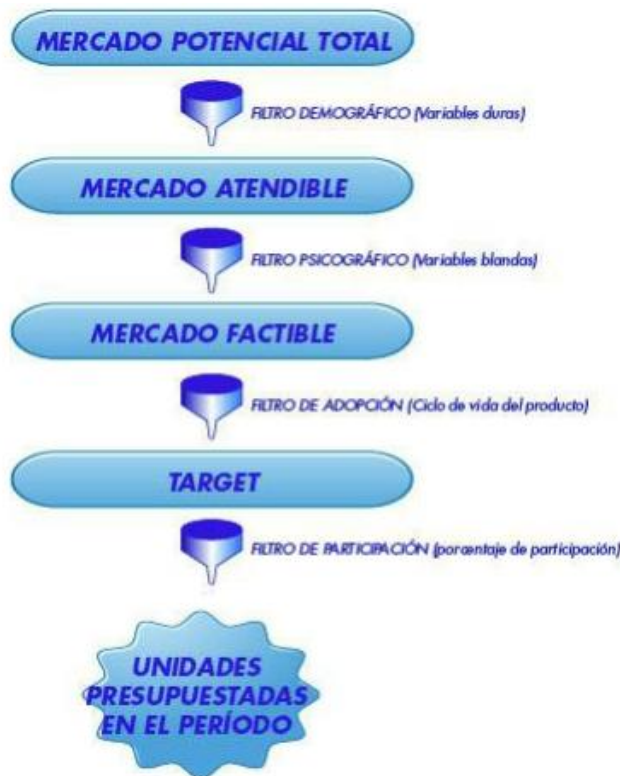 MERCADO POTENCIAL TOTAL
FILTRO DEMOGRÁFICO (Variables duras)
MERCADO ATENDIBLE
FILTRO PSICOGRÁFICO (Variables blandas)
MERCADO FACTIBLE
FILTRO DE ADOPCIÓN (Ciclo de vida del producto)
TARGET
FILTRO DE PARTICIPACIÓN (porcentaje de participación)
UNIDADES
PRESUPUESTADAS
EN EL PERÍODO